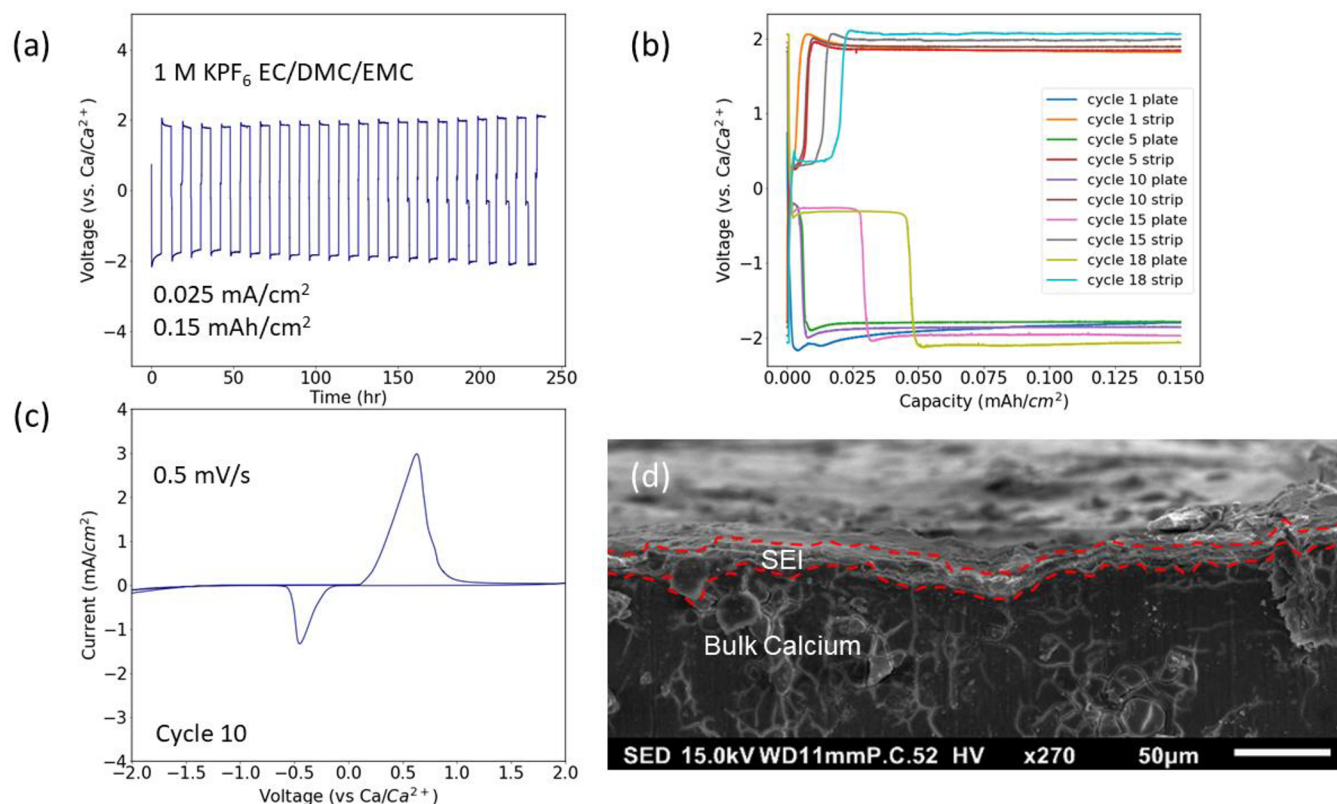 (a)
4
2
0
−2
−4
Voltage (vs. Ca/Ca²⁺)
1 M KPF₆ EC/DMC/EMC
0.025 mA/cm²
0.15 mAh/cm²
0 50 100 150 200 250
Time (hr)
(b)
2
1
0
−1
−2
Voltage (vs. Ca/Ca²⁺)
cycle 1 plate
cycle 1 strip
cycle 5 plate
cycle 5 strip
cycle 10 plate
cycle 10 strip
cycle 15 plate
cycle 15 strip
cycle 18 plate
cycle 18 strip
0.000 0.025 0.050 0.075 0.100 0.125 0.150
Capacity (mAh/cm²)
(c)
4
3
2
1
0
−1
−2
−3
−4
Current (mA/cm²)
0.5 mV/s
Cycle 10
−2.0 −1.5 −1.0 −0.5 0.0 0.5 1.0 1.5 2.0
Voltage (vs Ca/Ca²⁺)
(d)
SEI
Bulk Calcium
SED 15.0kV WD11mmP.C.52 HV x270 50µm